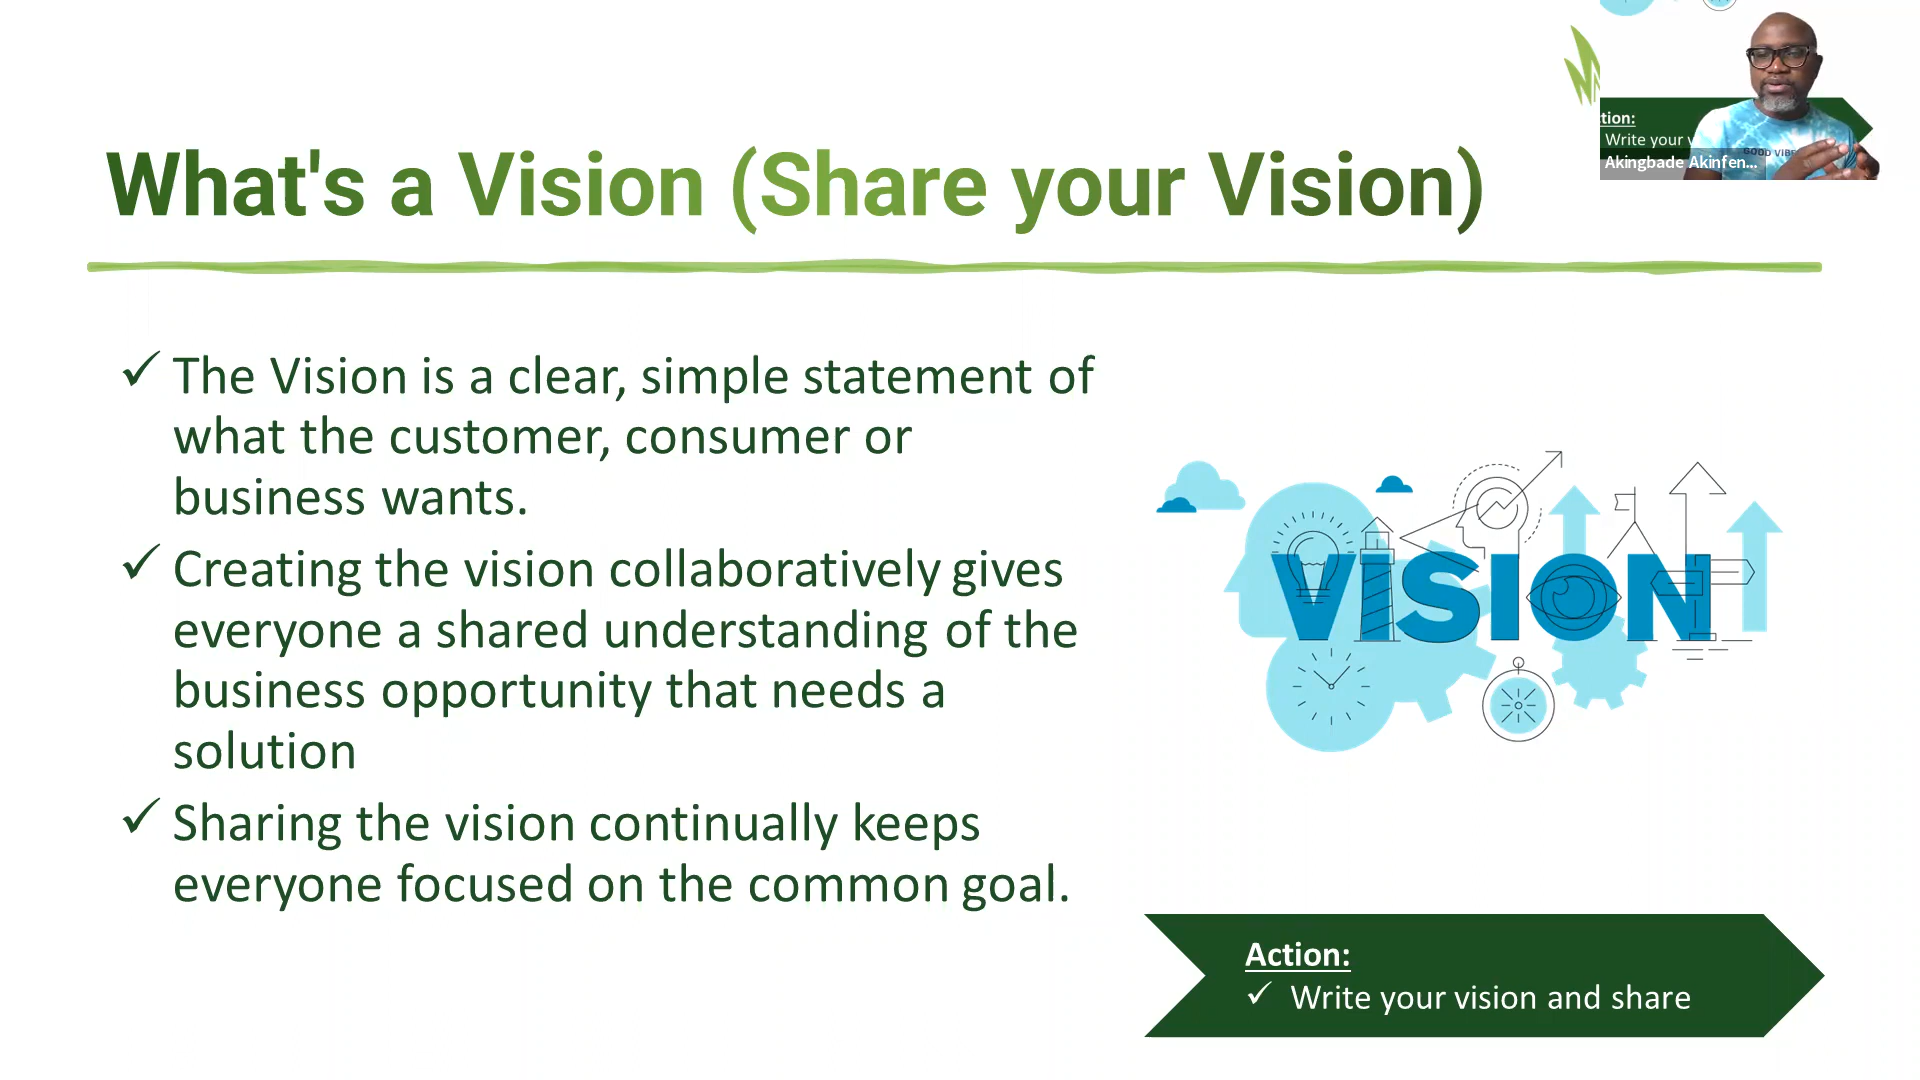 What's a Vision (Share your Vision)
tion:
Write your v
Akingbade Akinfen...
GOOD VIBE
✓ The Vision is a clear, simple statement of
what the customer, consumer or
business wants.
✓ Creating the vision collaboratively gives
everyone a shared understanding of the
business opportunity that needs a
solution
✓ Sharing the vision continually keeps
everyone focused on the common goal.
VISION
Action:
✓ Write your vision and share